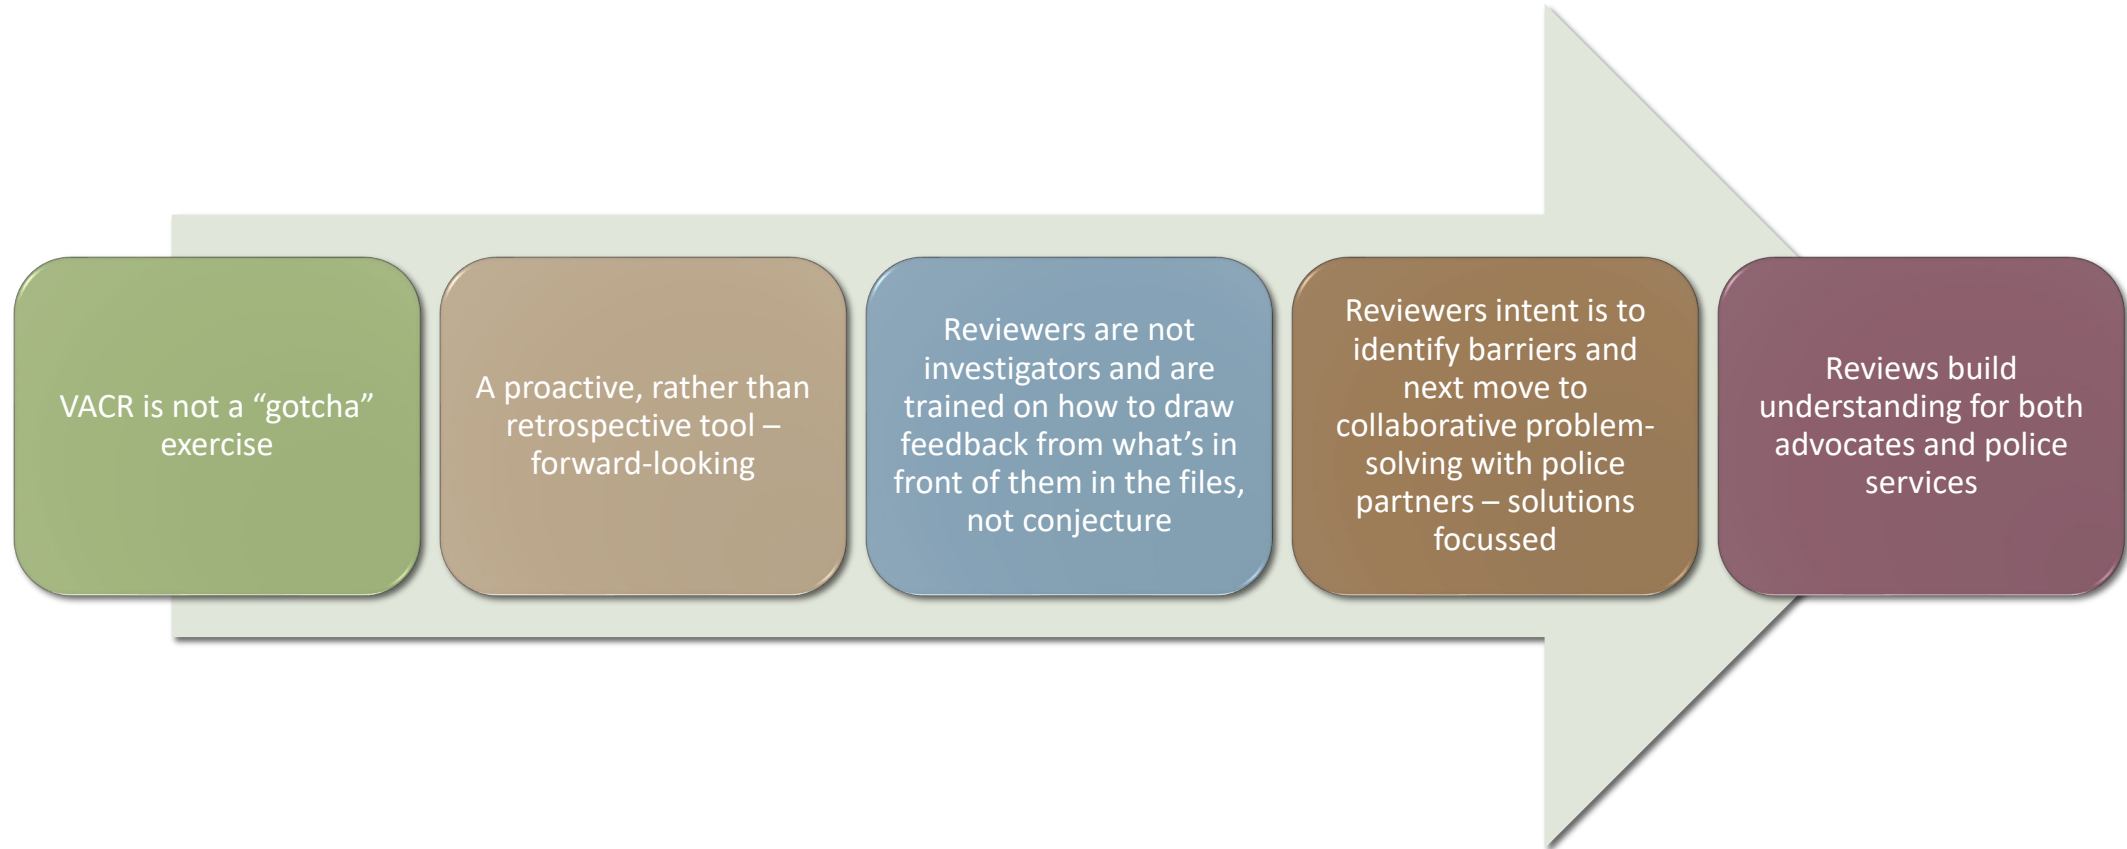 VACR is not a “gotcha”
exercise
A proactive, rather than
retrospective tool –
forward-looking
Reviewers are not
investigators and are
trained on how to draw
feedback from what’s in
front of them in the files,
not conjecture
Reviewers intent is to
identify barriers and
next move to
collaborative problem-
solving with police
partners – solutions
focussed
Reviews build
understanding for both
advocates and police
services